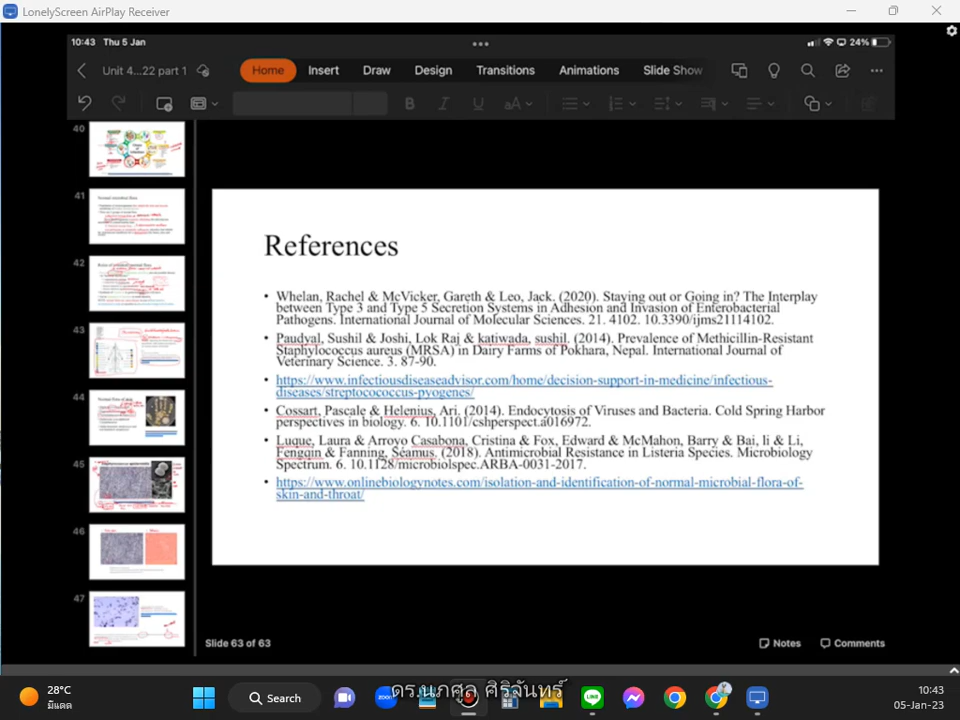 LonelyScreen AirPlay Receiver
10:43 Thu 5 Jan
24%
Unit 4...22 part 1
Home Insert Draw Design Transitions Animations Slide Show
B I U aA
40
41
42
43
44
45
46
47
References
• Whelan, Rachel & McVicker, Gareth & Leo, Jack. (2020). Staying out or Going in? The Interplay
between Type 3 and Type 5 Secretion Systems in Adhesion and Invasion of Enterobacterial
Pathogens. International Journal of Molecular Sciences. 21. 4102. 10.3390/ijms21114102.
• Paudyal, Sushil & Joshi, Lok Raj & katiwada, sushil. (2014). Prevalence of Methicillin-Resistant
Staphylococcus aureus (MRSA) in Dairy Farms of Pokhara, Nepal. International Journal of
Veterinary Science. 3. 87-90.
• https://www.infectiousdiseaseadvisor.com/home/decision-support-in-medicine/infectious-
diseases/streptocococcus-pyogenes/
• Cossart, Pascale & Helenius, Ari. (2014). Endocytosis of Viruses and Bacteria. Cold Spring Harbor
perspectives in biology. 6. 10.1101/cshperspect.a016972.
• Luque, Laura & Arroyo Casabona, Cristina & Fox, Edward & McMahon, Barry & Bai, li & Li,
Fengqin & Fanning, Séamus. (2018). Antimicrobial Resistance in Listeria Species. Microbiology
Spectrum. 6. 10.1128/microbiolspec.ARBA-0031-2017.
• https://www.onlinebiologynotes.com/isolation-and-identification-of-normal-microbial-flora-of-
skin-and-throat/
Slide 63 of 63
Notes Comments
28°C
มีแดด
Search
zoom
ดร.นภศูล ศิริจันทร์
10:43
05-Jan-23